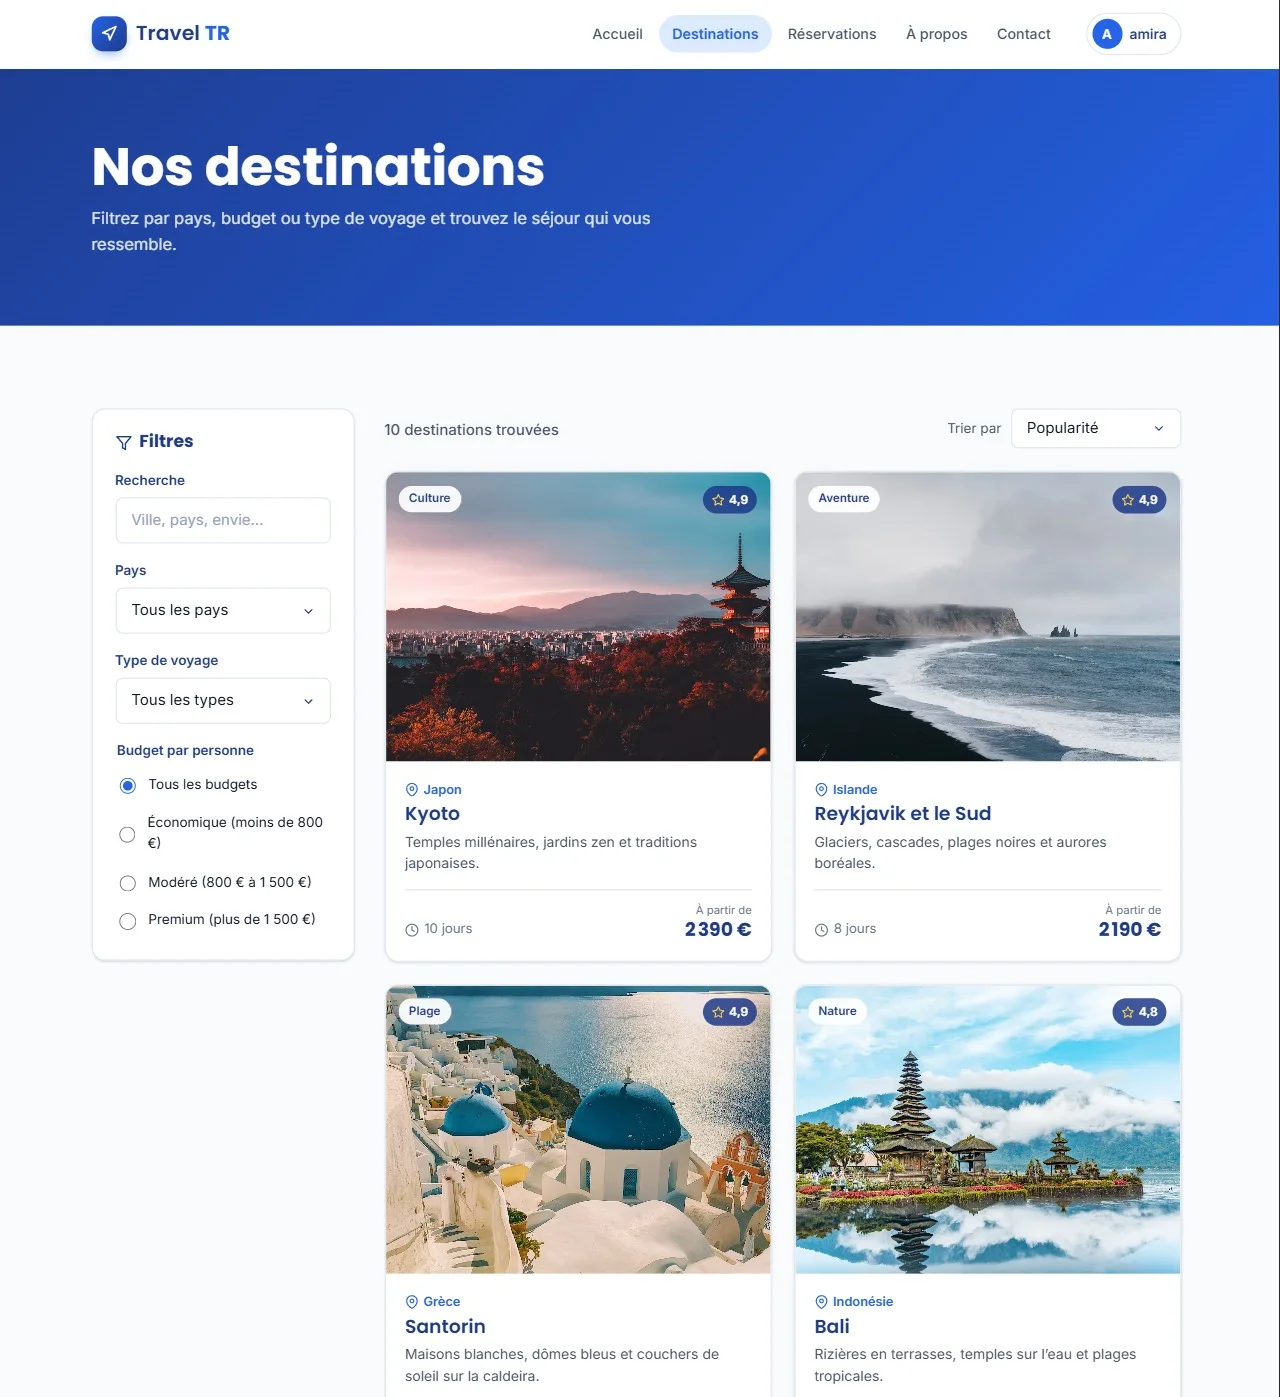 Travel TR
Accueil
Destinations
Réservations
À propos
Contact
A
amira
Nos destinations
Filtrez par pays, budget ou type de voyage et trouvez le séjour qui vous
ressemble.
Filtres
Recherche
Ville, pays, envie...
Pays
Tous les pays
Type de voyage
Tous les types
Budget par personne
Tous les budgets
Économique (moins de 800
€)
Modéré (800 € à 1 500 €)
Premium (plus de 1 500 €)
10 destinations trouvées
Trier par
Popularité
Culture
4,9
Japon
Kyoto
Temples millénaires, jardins zen et traditions
japonaises.
10 jours
À partir de
2 390 €
Aventure
4,9
Islande
Reykjavik et le Sud
Glaciers, cascades, plages noires et aurores
boréales.
8 jours
À partir de
2 190 €
Plage
4,9
Grèce
Santorin
Maisons blanches, dômes bleus et couchers de
soleil sur la caldeira.
Nature
4,8
Indonésie
Bali
Rizières en terrasses, temples sur l’eau et plages
tropicales.